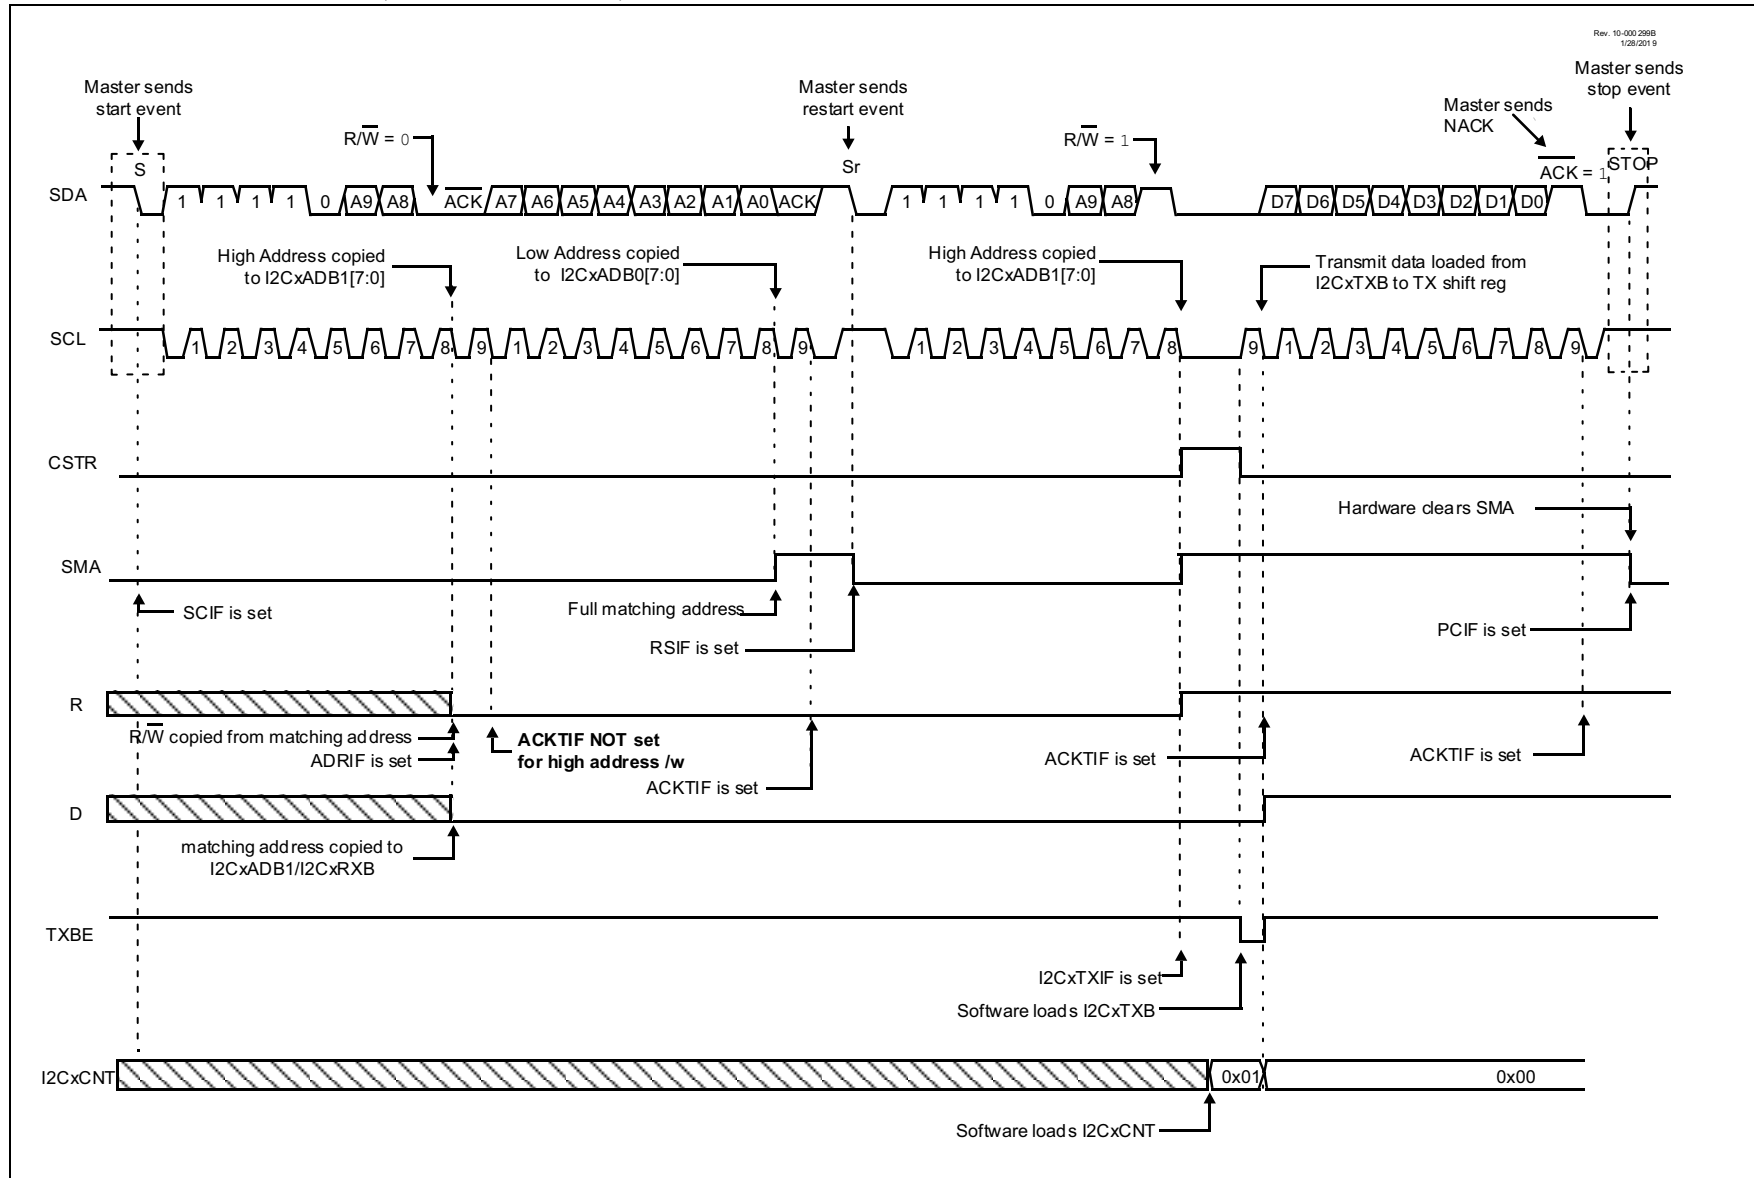 Rev. 10-000 299B
1/28/201 9
Master sends
start event
Master sends
restart event
Master sends
stop event
Master sends
NACK
R/W = 0
R/W = 1
S
Sr
ACK = 1
STOP
SDA
1 1 1 1 0 A9 A8 ACK A7 A6 A5 A4 A3 A2 A1 A0 ACK 1 1 1 1 0 A9 A8 D7 D6 D5 D4 D3 D2 D1 D0
High Address copied
to I2CxADB1[7:0]
Low Address copied
to I2CxADB0[7:0]
High Address copied
to I2CxADB1[7:0]
Transmit data loaded from
I2CxTXB to TX shift reg
SCL
1 2 3 4 5 6 7 8 9 1 2 3 4 5 6 7 8 9 1 2 3 4 5 6 7 8 9 1 2 3 4 5 6 7 8 9
CSTR
Hardware clears SMA
SMA
SCIF is set
Full matching address
RSIF is set
PCIF is set
R
R/W copied from matching address
ADRIF is set
ACKTIF NOT set
for high address /w
ACKTIF is set
ACKTIF is set
ACKTIF is set
D
matching address copied to
I2CxADB1/I2CxRXB
TXBE
I2CxTXIF is set
Software loads I2CxTXB
I2CxCNT
0x01
0x00
Software loads I2CxCNT